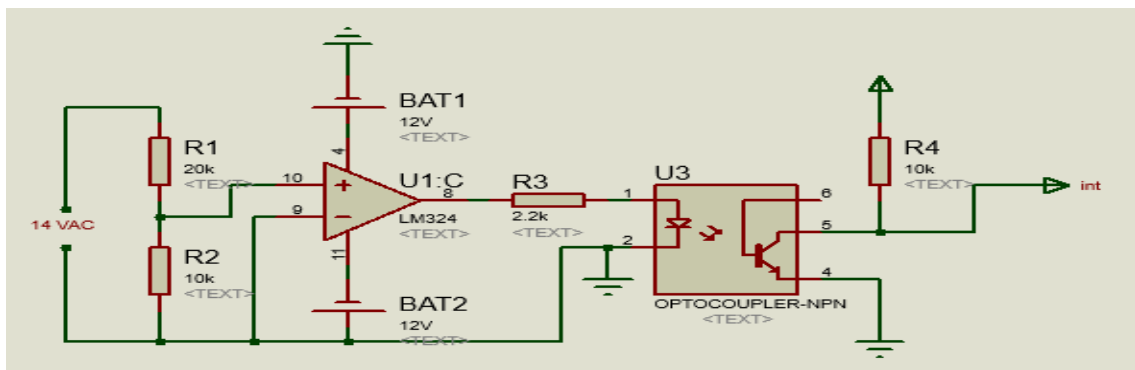 BAT1
12V
<TEXT>
R1
20k
<TEXT>
4
10
9
8
11
U1:C
LM324
<TEXT>
R3
2.2k
<TEXT>
1
2
U3
6
5
4
OPTOCOUPLER-NPN
<TEXT>
R4
10k
<TEXT>
int
14 VAC
R2
10k
<TEXT>
BAT2
12V
<TEXT>